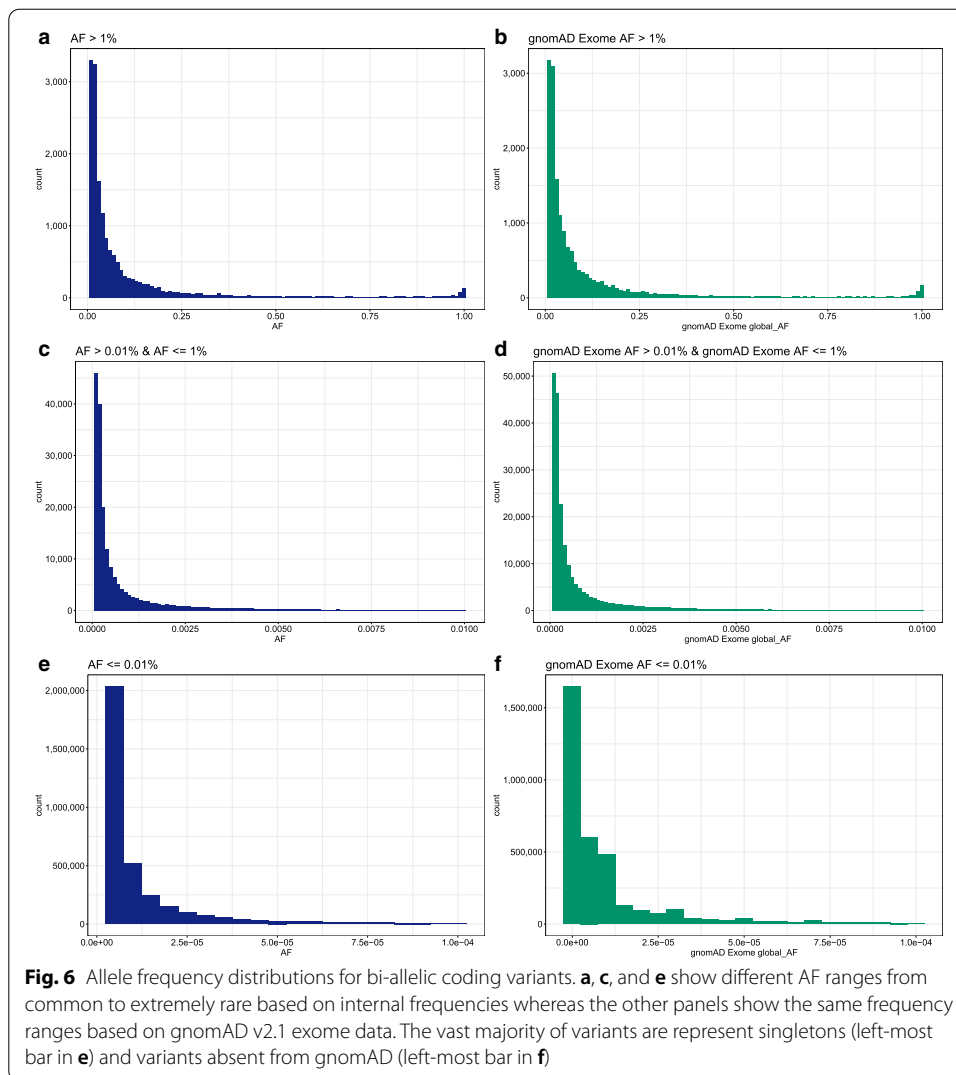 a
AF > 1%
3,000
2,000
1,000
0
count
0.00 0.25 0.50 0.75 1.00
AF
b
gnomAD Exome AF > 1%
3,000
2,000
1,000
0
count
0.00 0.25 0.50 0.75 1.00
gnomAD Exome global_AF
c
AF > 0.01% & AF <= 1%
40,000
30,000
20,000
10,000
0
count
0.0000 0.0025 0.0050 0.0075 0.0100
AF
d
gnomAD Exome AF > 0.01% & gnomAD Exome AF <= 1%
50,000
40,000
30,000
20,000
10,000
0
count
0.0000 0.0025 0.0050 0.0075 0.0100
gnomAD Exome global_AF
e
AF <= 0.01%
2,000,000
1,500,000
1,000,000
500,000
0
count
0.0e+00 2.5e-05 5.0e-05 7.5e-05 1.0e-04
AF
f
gnomAD Exome AF <= 0.01%
1,500,000
1,000,000
500,000
0
count
0.0e+00 2.5e-05 5.0e-05 7.5e-05 1.0e-04
gnomAD Exome global_AF
Fig. 6 Allele frequency distributions for bi-allelic coding variants. a, c, and e show different AF ranges from
common to extremely rare based on internal frequencies whereas the other panels show the same frequency
ranges based on gnomAD v2.1 exome data. The vast majority of variants are represent singletons (left-most
bar in e) and variants absent from gnomAD (left-most bar in f)